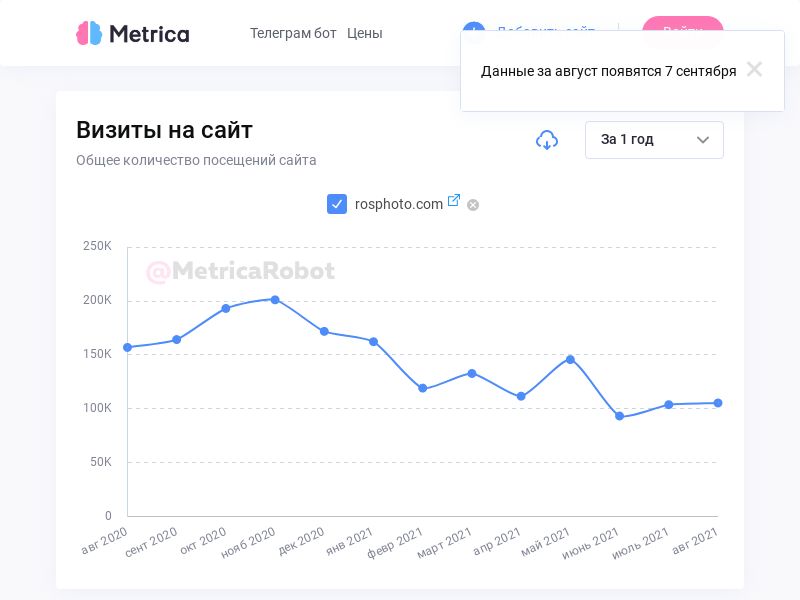 Metrica
Телеграм бот Цены
Данные за август появятся 7 сентября
Визиты на сайт
Общее количество посещений сайта
За 1 год
rosphoto.com
@MetricaRobot
250K
200K
150K
100K
50K
0
авг 2020 сент 2020 окт 2020 нояб 2020 дек 2020 янв 2021 февр 2021 март 2021 апр 2021 май 2021 июнь 2021 июль 2021 авг 2021